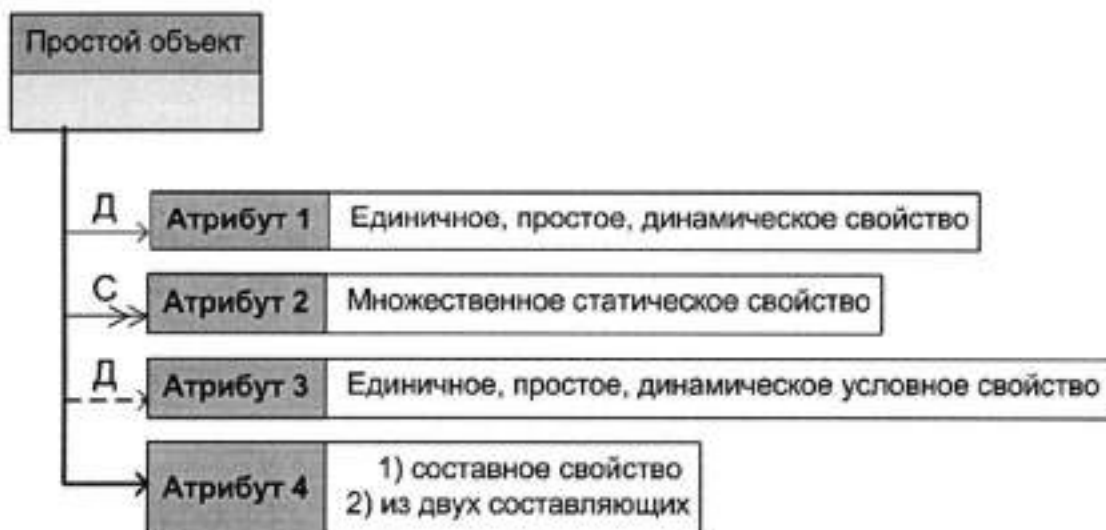 Простой объект
Д
Атрибут 1 Единичное, простое, динамическое свойство
С
Атрибут 2 Множественное статическое свойство
Д
Атрибут 3 Единичное, простое, динамическое условное свойство
Атрибут 4 1) составное свойство
2) из двух составляющих